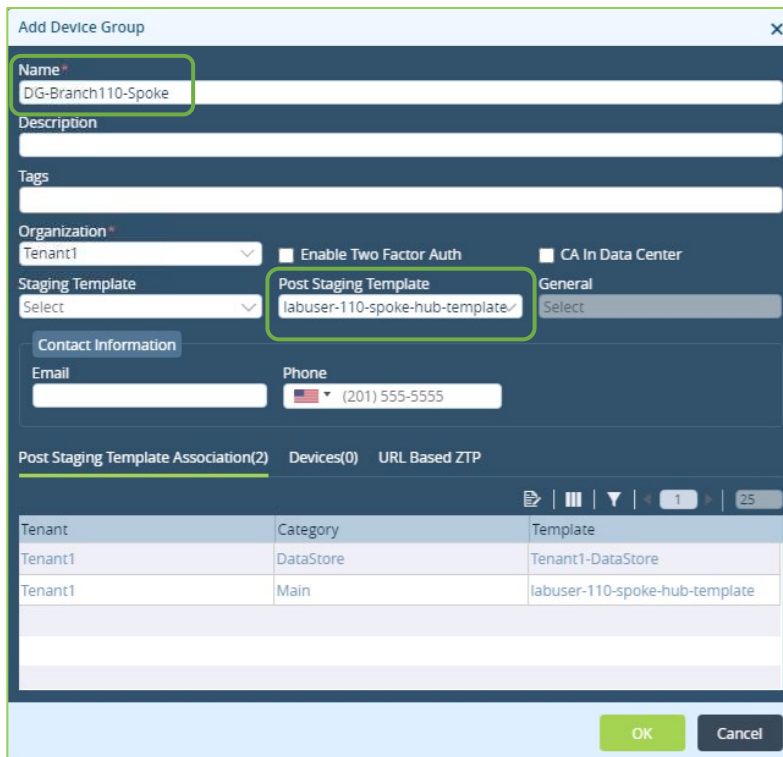 Add Device Group
Name*
DG-Branch110-Spoke
Description
Tags
Organization*
Tenant1 Enable Two Factor Auth CA In Data Center
Staging Template Post Staging Template General
Select labuser-110-spoke-hub-template Select
Contact Information
Email Phone
(201) 555-5555
Post Staging Template Association(2) Devices(0) URL Based ZTP
1 25
Tenant Category Template
Tenant1 DataStore Tenant1-DataStore
Tenant1 Main labuser-110-spoke-hub-template
OK Cancel